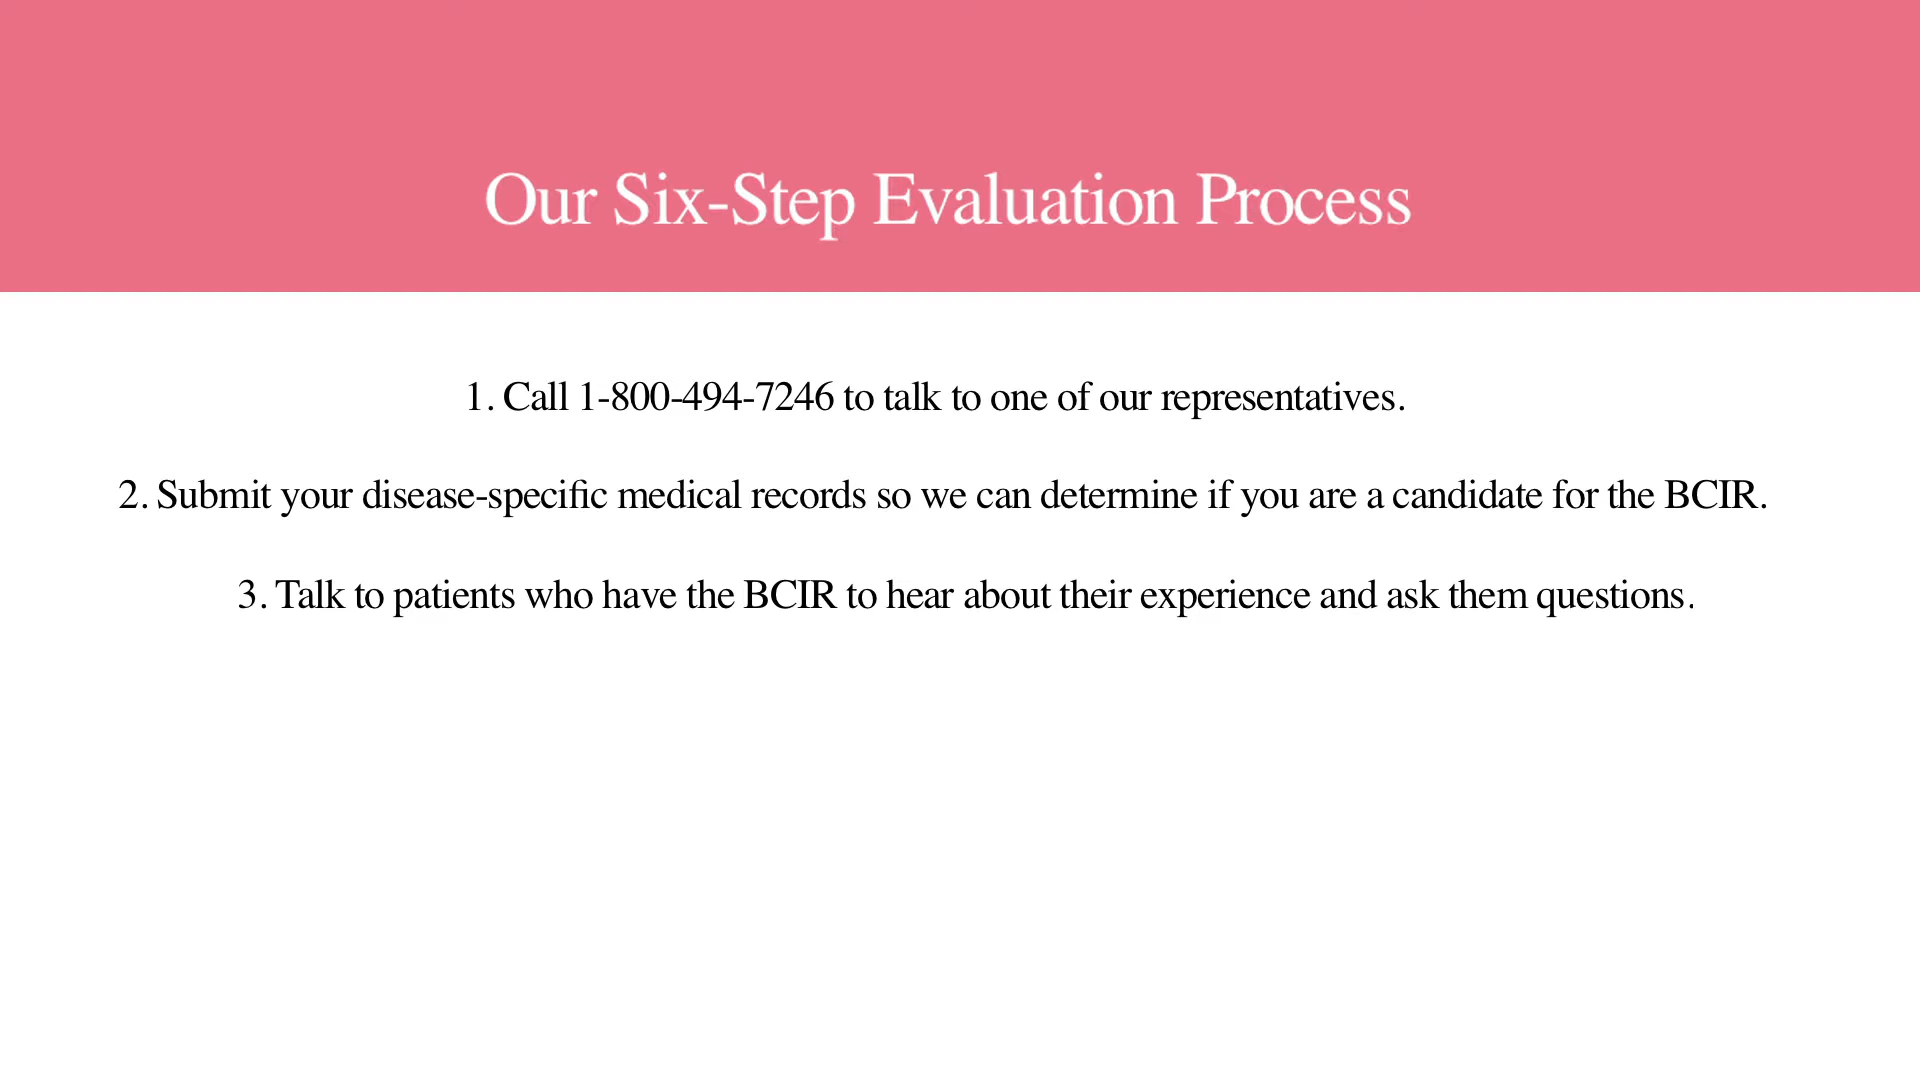 Our Six-Step Evaluation Process
1. Call 1-800-494-7246 to talk to one of our representatives.
2. Submit your disease-specific medical records so we can determine if you are a candidate for the BCIR.
3. Talk to patients who have the BCIR to hear about their experience and ask them questions.